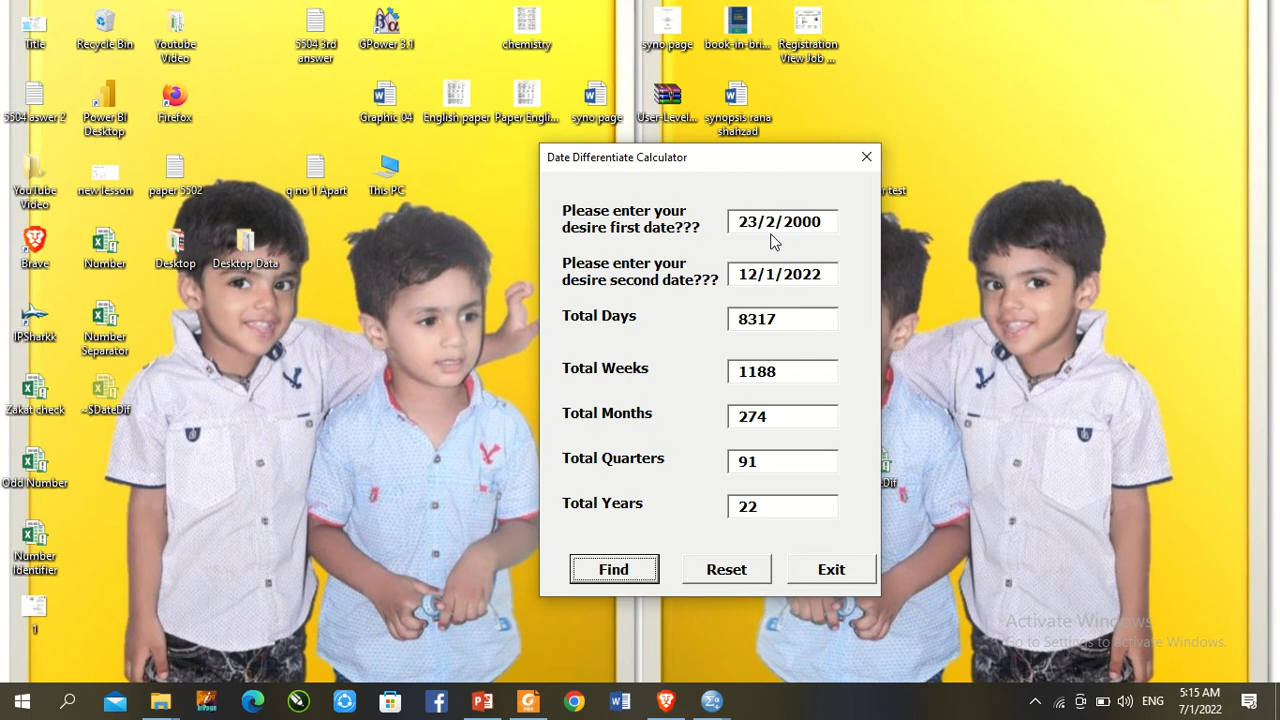 Title
Recycle Bin
Youtube
Video
5504 3rd
answer
GPower 3.1
chemistry
syno page
book-in-bri...
Registration
View Job ...
5504 aswer 2
Power BI
Desktop
Firefox
Graphic 04
English paper
Paper Engli...
syno page
User-Level...
synopsis rana
shahzad
YouTube
Video
new lesson
paper 5502
q no 1 Apart
This PC
er test
Brave
Number
Desktop
Desktop Data
IPSharkk
Number
Separator
Zakat check
~$DateDif
Odd Number
Dif
Number
Identifier
1
Date Differentiate Calculator
Please enter your
desire first date???
23/2/2000
Please enter your
desire second date???
12/1/2022
Total Days
8317
Total Weeks
1188
Total Months
274
Total Quarters
91
Total Years
22
Find
Reset
Exit
Activate Windows
Go to Settings to Activate Windows.
ENG
5:15 AM
7/1/2022